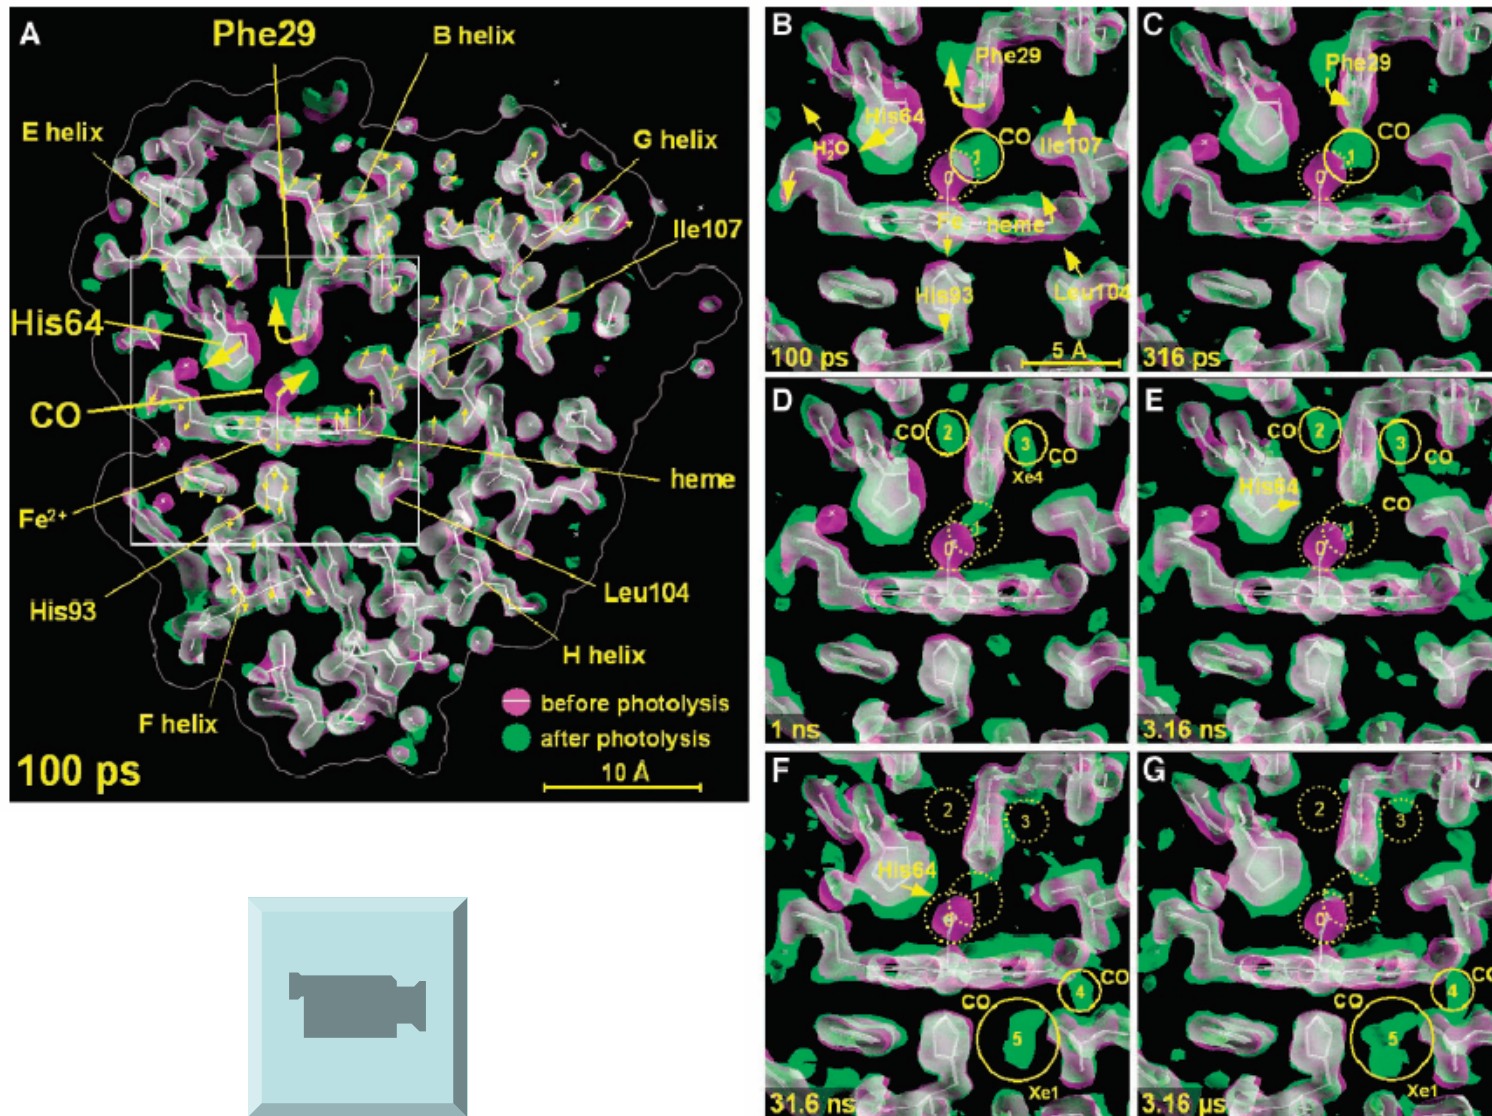 A
Phe29
B helix
E helix
G helix
Ile107
His64
CO
heme
Fe²⁺
Leu104
His93
H helix
F helix
before photolysis
after photolysis
100 ps
10 Å
B
Phe29
His64
CO
H₂O
Ile107
1
0
Fe
heme
His93
Leu104
100 ps
5 Å
C
Phe29
CO
1
0
316 ps
D
CO
2
3
CO
Xe4
1
0
1 ns
E
CO
2
3
CO
His64
CO
1
0
3.16 ns
F
2
3
His64
1
CO
4
CO
5
31.6 ns
Xe1
G
2
3
1
0
CO
4
CO
5
3.16 µs
Xe1